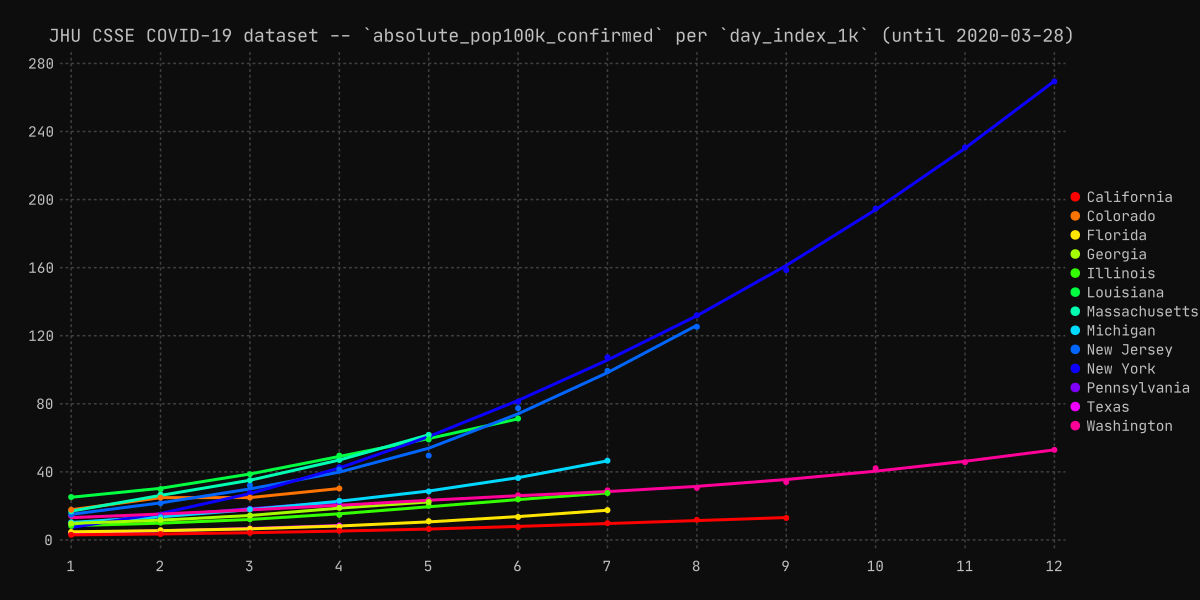 JHU CSSE COVID-19 dataset -- `absolute_pop100k_confirmed` per `day_index_1k` (until 2020-03-28)
280
240
200
160
120
80
40
0
1 2 3 4 5 6 7 8 9 10 11 12
California
Colorado
Florida
Georgia
Illinois
Louisiana
Massachusetts
Michigan
New Jersey
New York
Pennsylvania
Texas
Washington